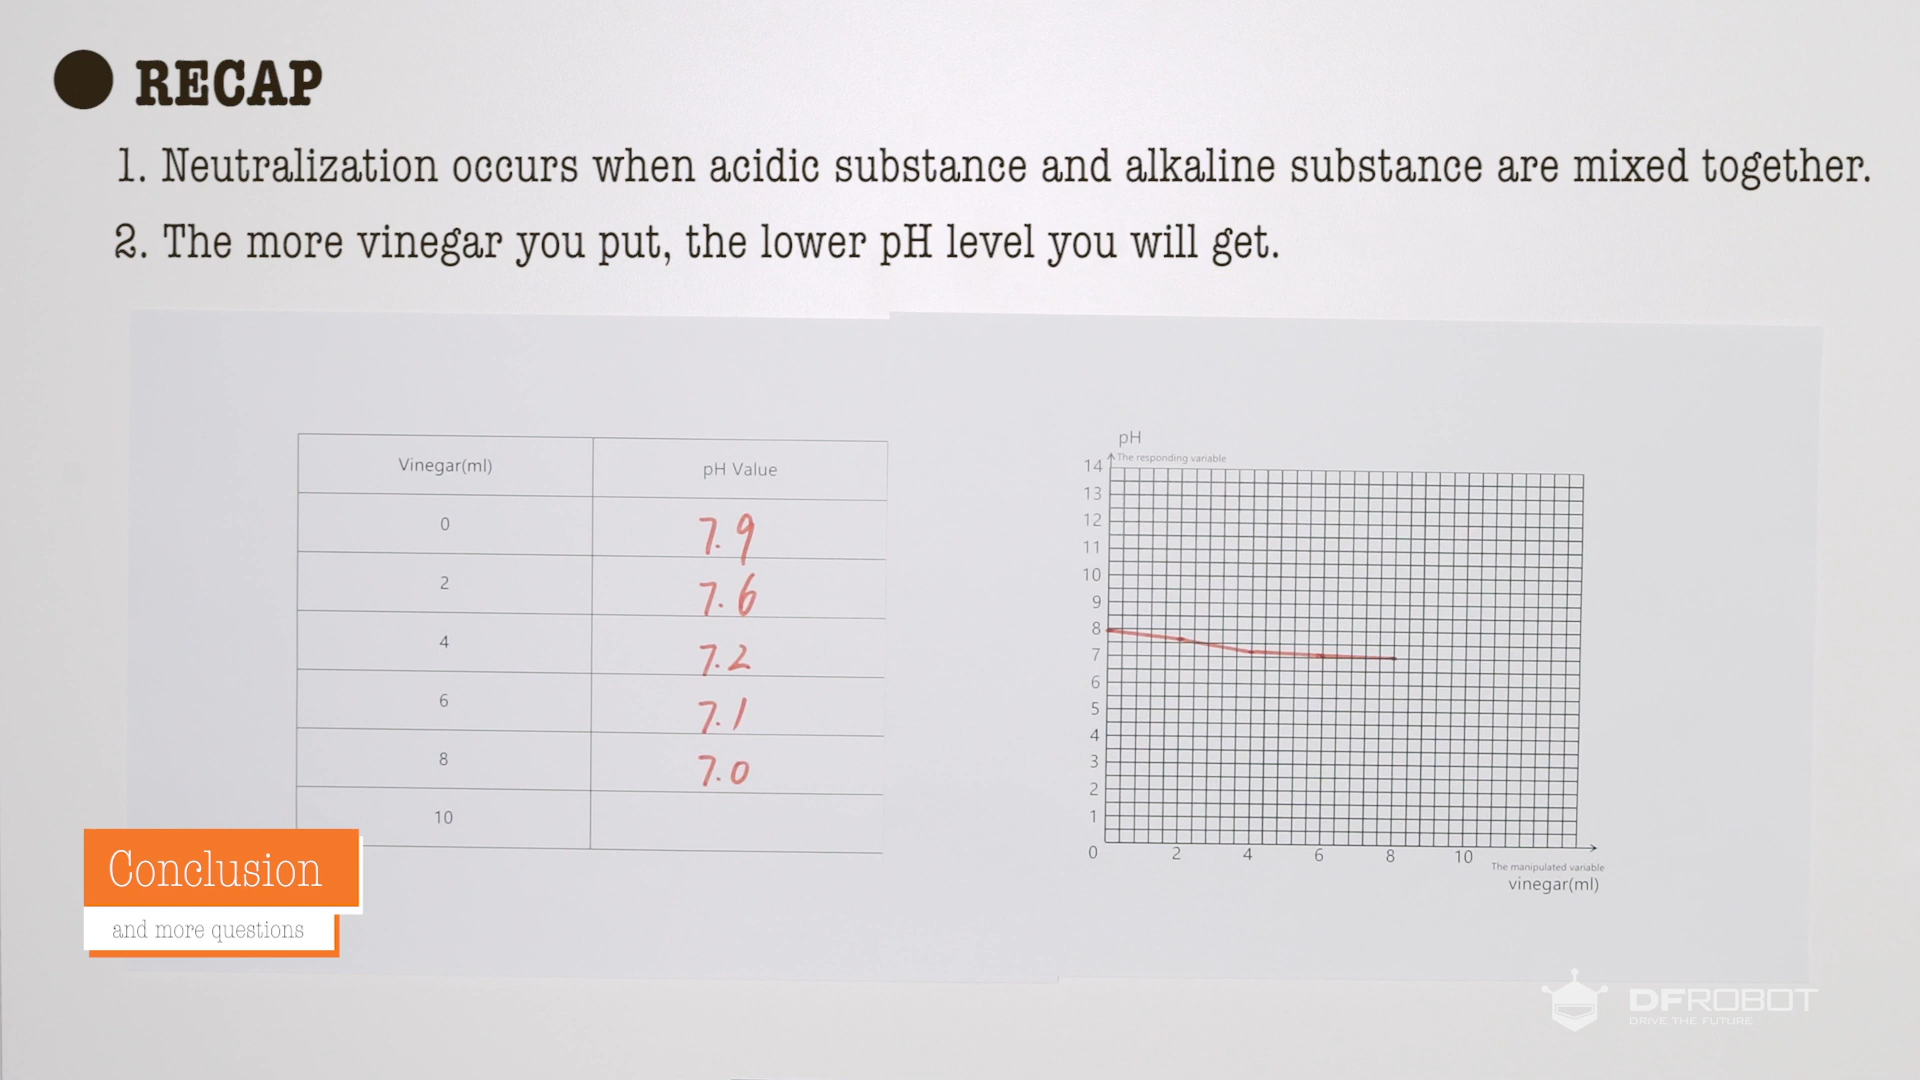 RECAP
1. Neutralization occurs when acidic substance and alkaline substance are mixed together.
2. The more vinegar you put, the lower pH level you will get.
Vinegar(ml) pH Value
0 7.9
2 7.6
4 7.2
6 7.1
8 7.0
10
pH
The responding variable
14
13
12
11
10
9
8
7
6
5
4
3
2
1
0 2 4 6 8 10
The manipulated variable
vinegar(ml)
Conclusion
and more questions
DFROBOT
DRIVE THE FUTURE